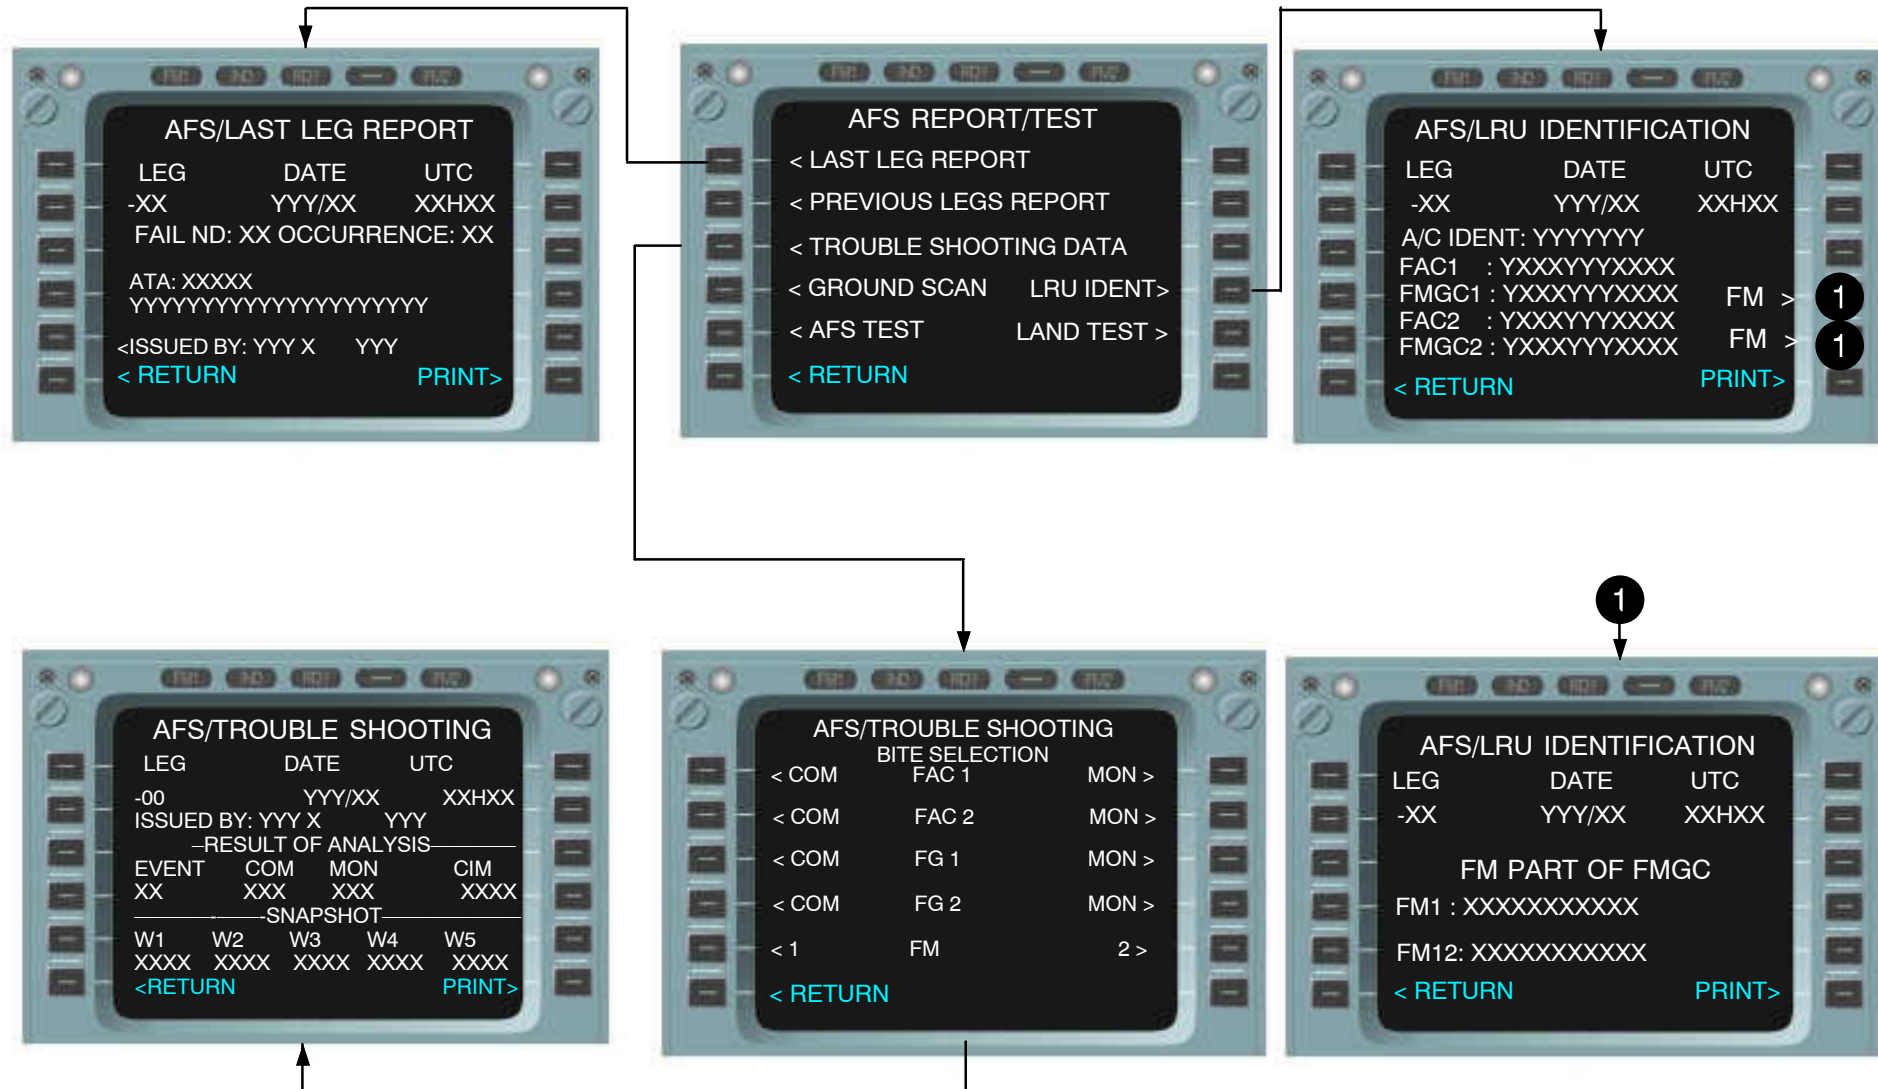 AFS/LAST LEG REPORT
LEG DATE UTC
-XX YYY/XX XXHXX
FAIL ND: XX OCCURRENCE: XX
ATA: XXXXX
YYYYYYYYYYYYYYYYYYYYY
<ISSUED BY: YYY X YYY
< RETURN PRINT>
AFS REPORT/TEST
< LAST LEG REPORT
< PREVIOUS LEGS REPORT
< TROUBLE SHOOTING DATA
< GROUND SCAN LRU IDENT>
< AFS TEST LAND TEST >
< RETURN
AFS/LRU IDENTIFICATION
LEG DATE UTC
-XX YYY/XX XXHXX
A/C IDENT: YYYYYYY
FAC1 : YXXXYYYXXXX
FMGC1 : YXXXYYYXXXX FM > 1
FAC2 : YXXXYYYXXXX
FMGC2 : YXXXYYYXXXX FM > 1
< RETURN PRINT>
AFS/TROUBLE SHOOTING
LEG DATE UTC
-00 YYY/XX XXHXX
ISSUED BY: YYY X YYY
–RESULT OF ANALYSIS–
EVENT COM MON CIM
XX XXX XXX XXXX
-SNAPSHOT-
W1 W2 W3 W4 W5
XXXX XXXX XXXX XXXX XXXX
<RETURN PRINT>
AFS/TROUBLE SHOOTING
BITE SELECTION
< COM FAC 1 MON >
< COM FAC 2 MON >
< COM FG 1 MON >
< COM FG 2 MON >
< 1 FM 2 >
< RETURN
1
AFS/LRU IDENTIFICATION
LEG DATE UTC
-XX YYY/XX XXHXX
FM PART OF FMGC
FM1 : XXXXXXXXXXX
FM12: XXXXXXXXXXX
< RETURN PRINT>